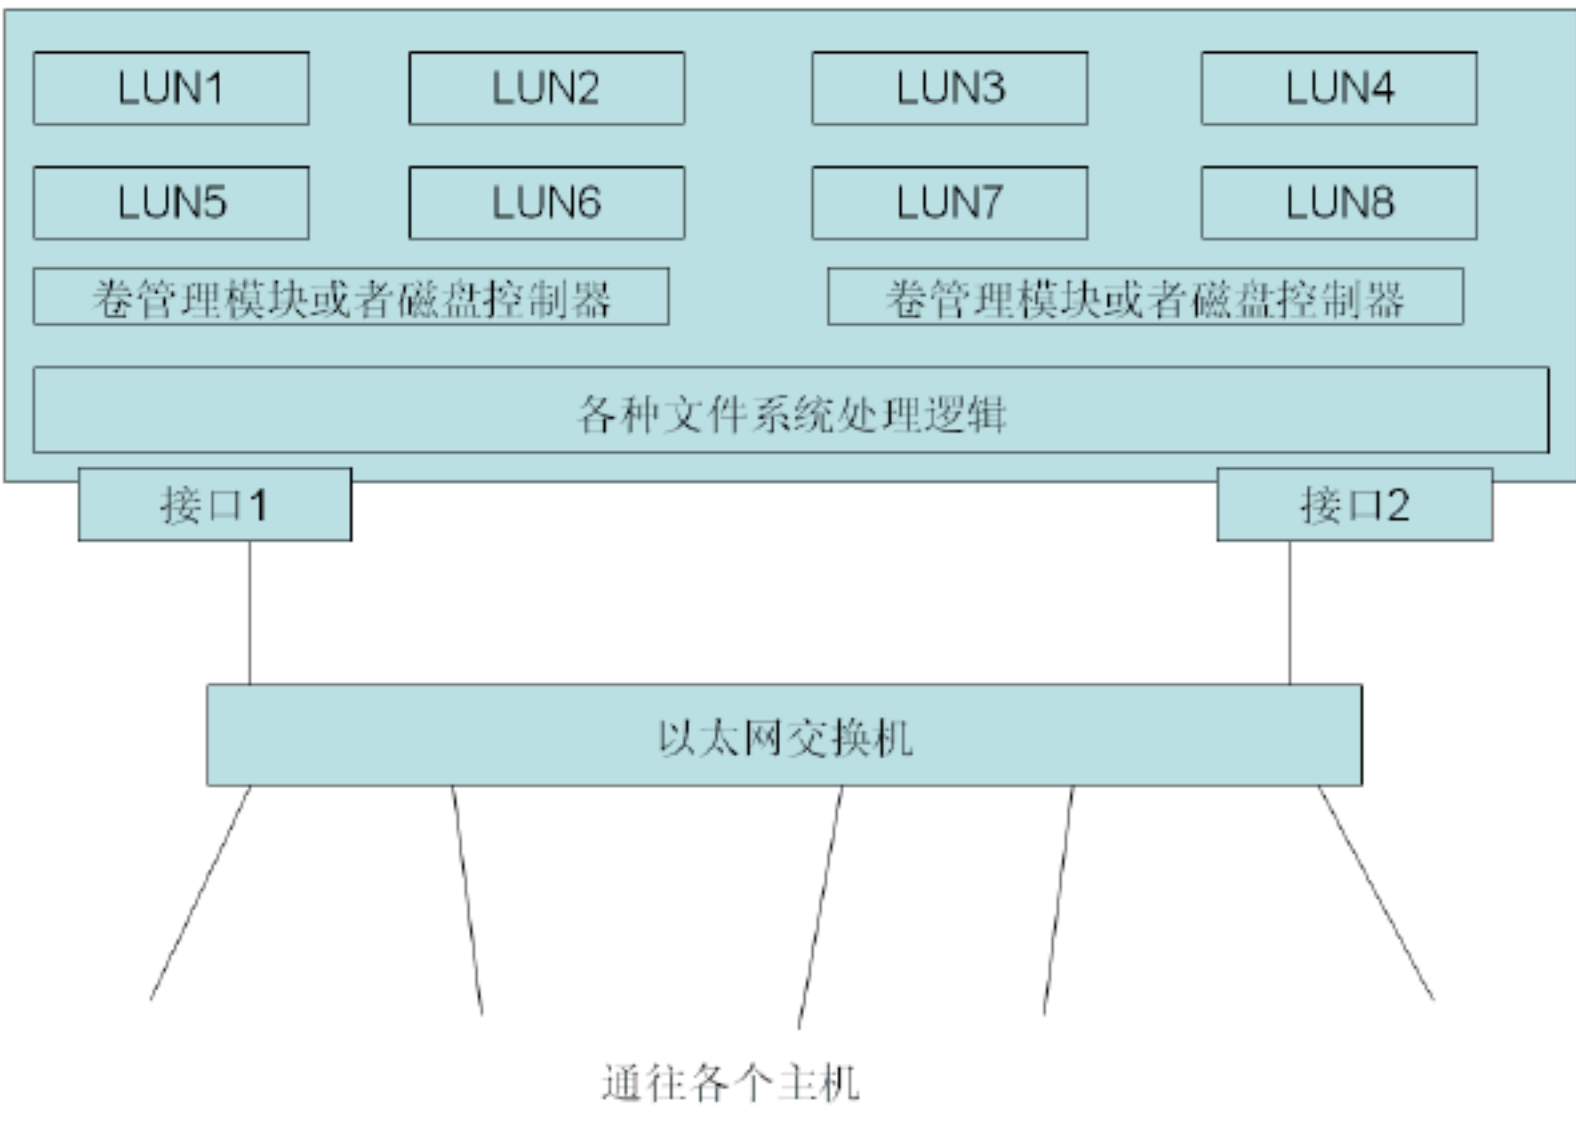 LUN1 LUN2 LUN3 LUN4
LUN5 LUN6 LUN7 LUN8
卷管理模块或者磁盘控制器 卷管理模块或者磁盘控制器
各种文件系统处理逻辑
接口1 接口2
以太网交换机
通往各个主机